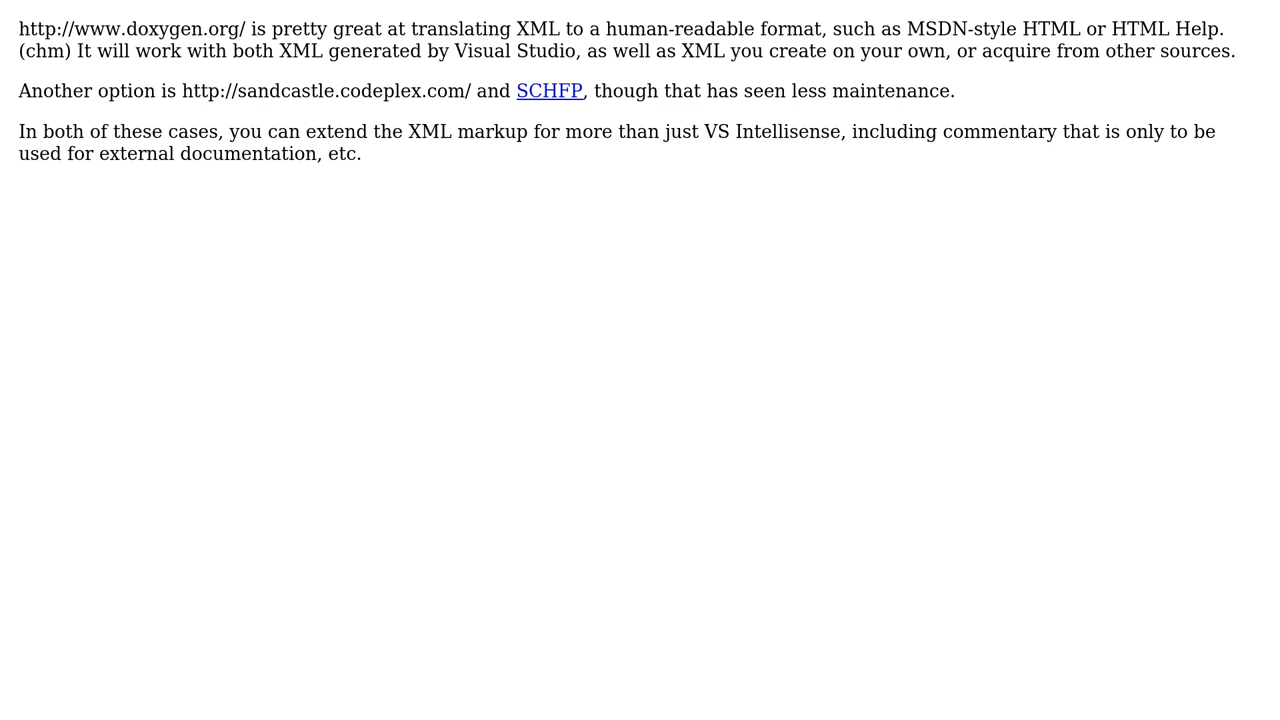 http://www.doxygen.org/ is pretty great at translating XML to a human-readable format, such as MSDN-style HTML or HTML Help.
(chm) It will work with both XML generated by Visual Studio, as well as XML you create on your own, or acquire from other sources.
Another option is http://sandcastle.codeplex.com/ and SCHFP, though that has seen less maintenance.
In both of these cases, you can extend the XML markup for more than just VS Intellisense, including commentary that is only to be
used for external documentation, etc.